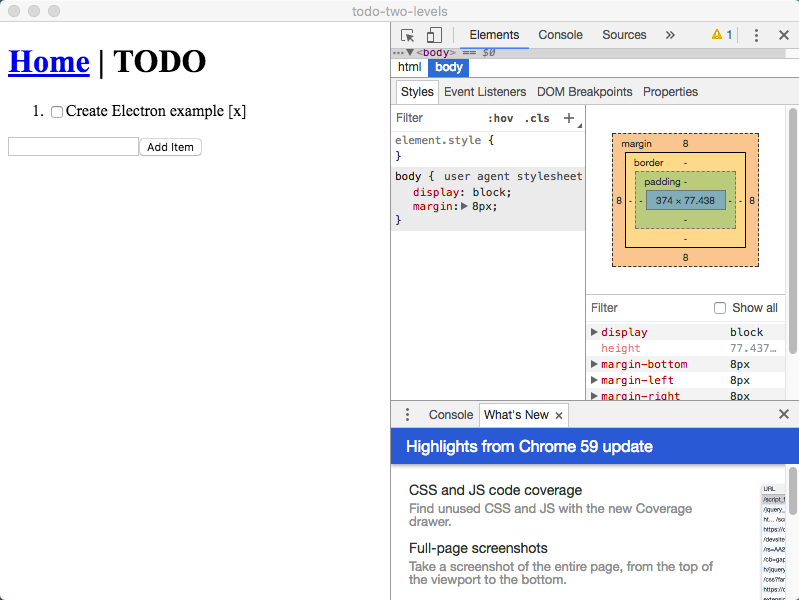 todo-two-levels
Home | TODO
1. Create Electron example [x]
Add Item
Elements Console Sources » 1
••• ▼ <body> == $0
html body
Styles Event Listeners DOM Breakpoints Properties
Filter :hov .cls +
element.style {
}
body { user agent stylesheet
display: block;
margin: 8px;
}
margin 8
border -
padding -
8 - - 374 × 77.438 - - 8
-
-
8
Filter Show all
display block
height 77.437…
margin-bottom 8px
margin-left 8px
margin-right 8px
Console What's New ×
Highlights from Chrome 59 update
CSS and JS code coverage
Find unused CSS and JS with the new Coverage
drawer.
Full-page screenshots
Take a screenshot of the entire page, from the top of
the viewport to the bottom.
URL
/script_f
/jquery_
ht... /sc
https://c
/devsite
/rs=AA2
/cb=gap
h/jquery
/css?far
https://c
extensio